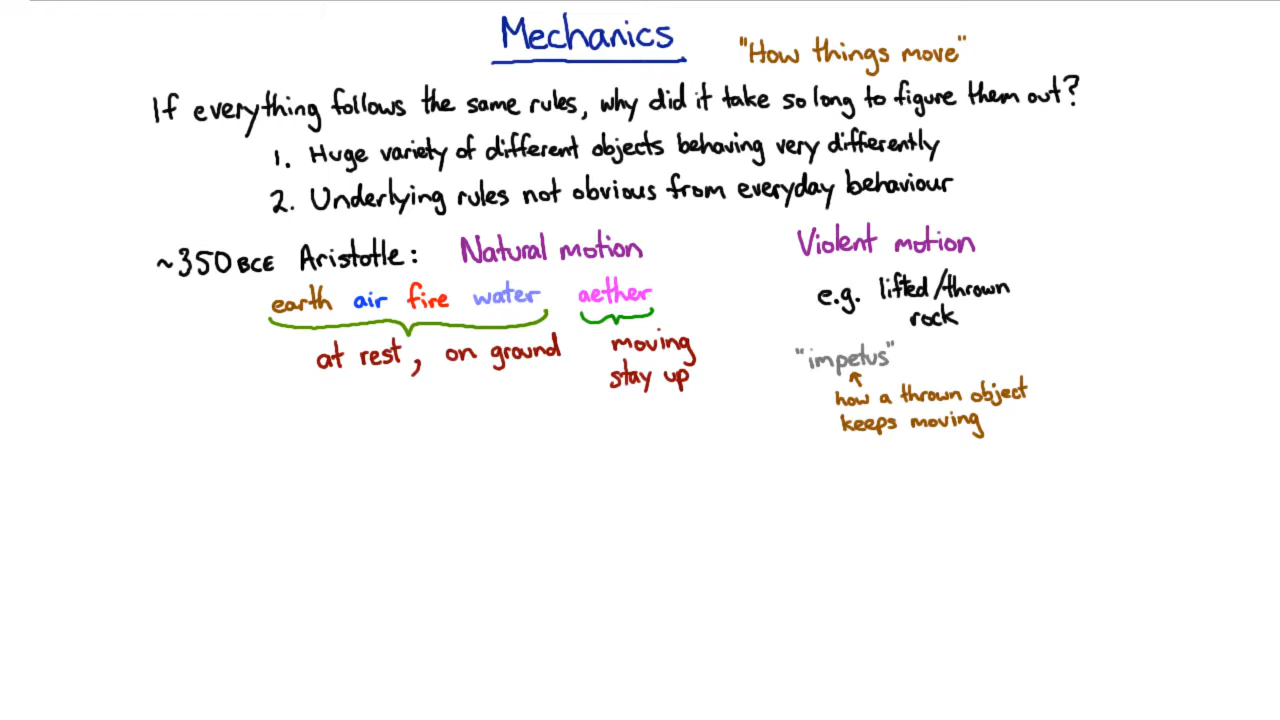 Mechanics
"How things move"
If everything follows the same rules, why did it take so long to figure them out?
1. Huge variety of different objects behaving very differently
2. Underlying rules not obvious from everyday behaviour
~350 BCE Aristotle: Natural motion
Violent motion
earth air fire water aether
e.g. lifted/thrown
rock
at rest, on ground
moving
stay up
"impetus"
how a thrown object
keeps moving